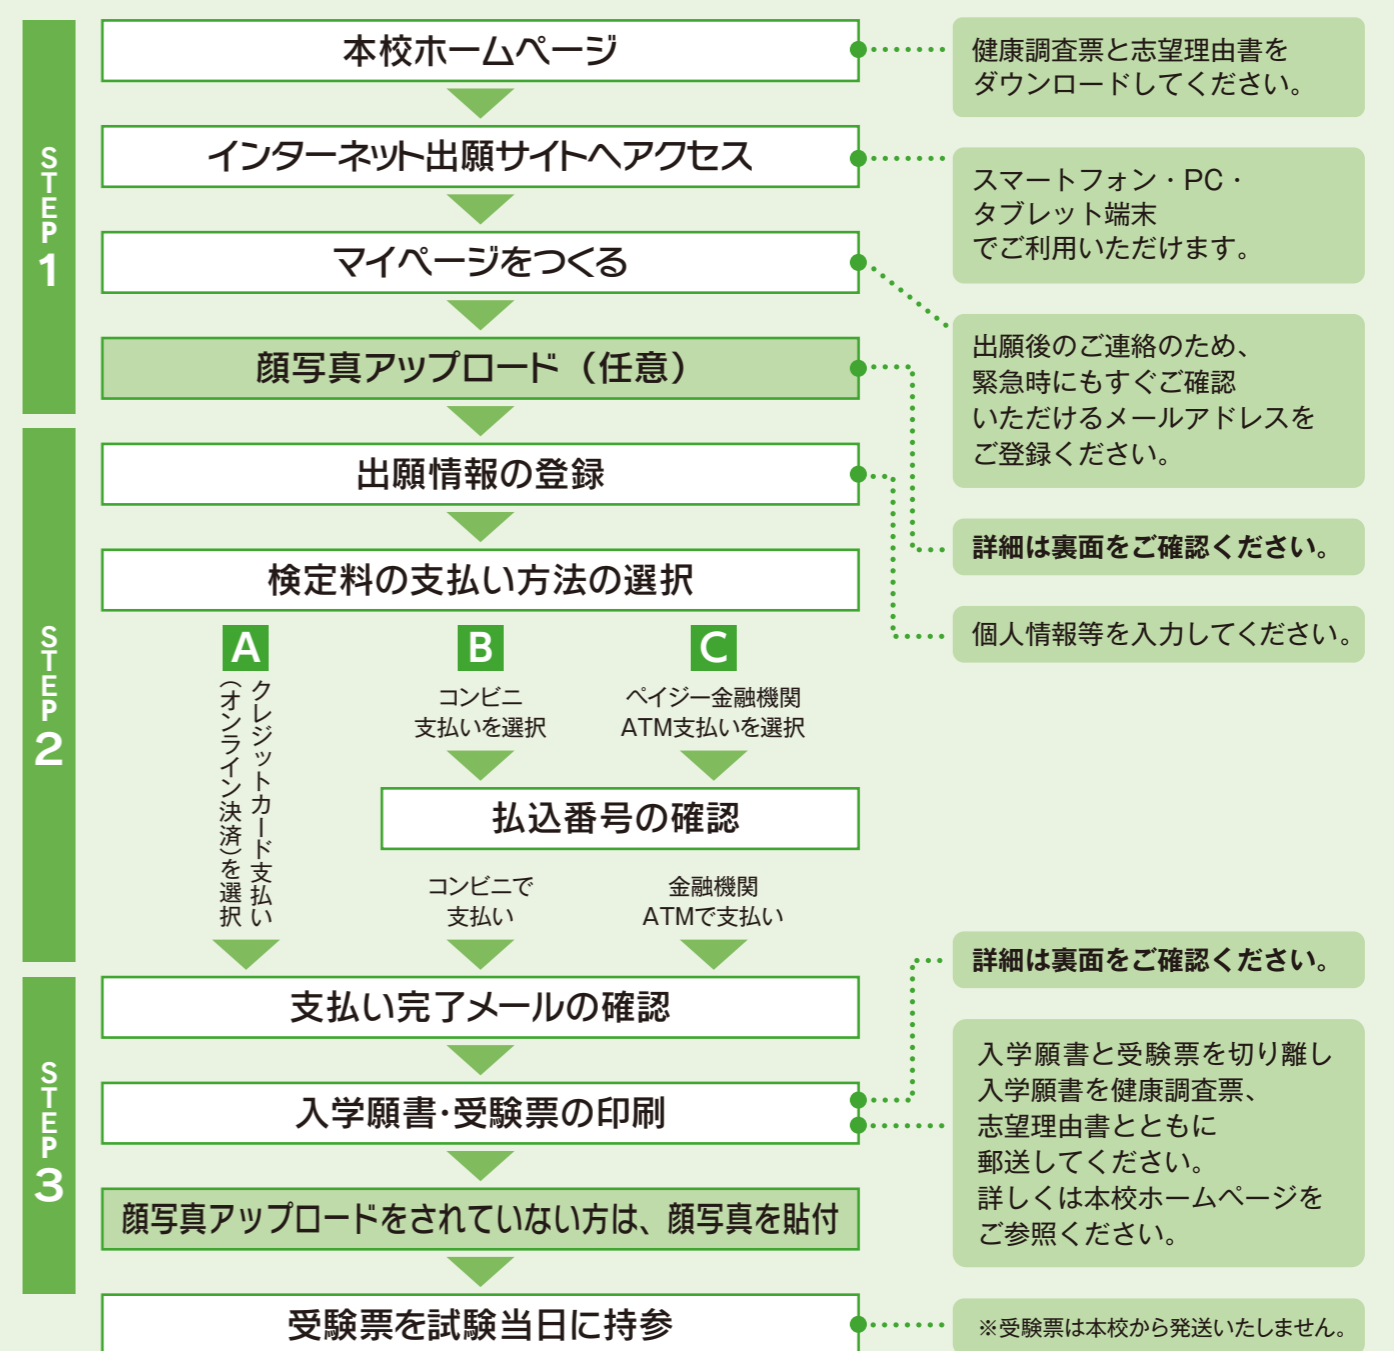 STEP1
本校ホームページ
健康調査票と志望理由書を
ダウンロードしてください。
インターネット出願サイトへアクセス
スマートフォン・PC・
タブレット端末
でご利用いただけます。
マイページをつくる
出願後のご連絡のため、
緊急時にもすぐご確認
いただけるメールアドレスを
ご登録ください。
顔写真アップロード（任意）
詳細は裏面をご確認ください。
STEP2
出願情報の登録
個人情報等を入力してください。
検定料の支払い方法の選択
A
クレジットカード支払い
（オンライン決済）を選択
B
コンビニ
支払いを選択
C
ペイジー金融機関
ATM支払いを選択
払込番号の確認
コンビニで
支払い
金融機関
ATMで支払い
STEP3
支払い完了メールの確認
入学願書・受験票の印刷
詳細は裏面をご確認ください。
入学願書と受験票を切り離し
入学願書を健康調査票、
志望理由書とともに
郵送してください。
詳しくは本校ホームページを
ご参照ください。
顔写真アップロードをされていない方は、顔写真を貼付
受験票を試験当日に持参
※受験票は本校から発送いたしません。